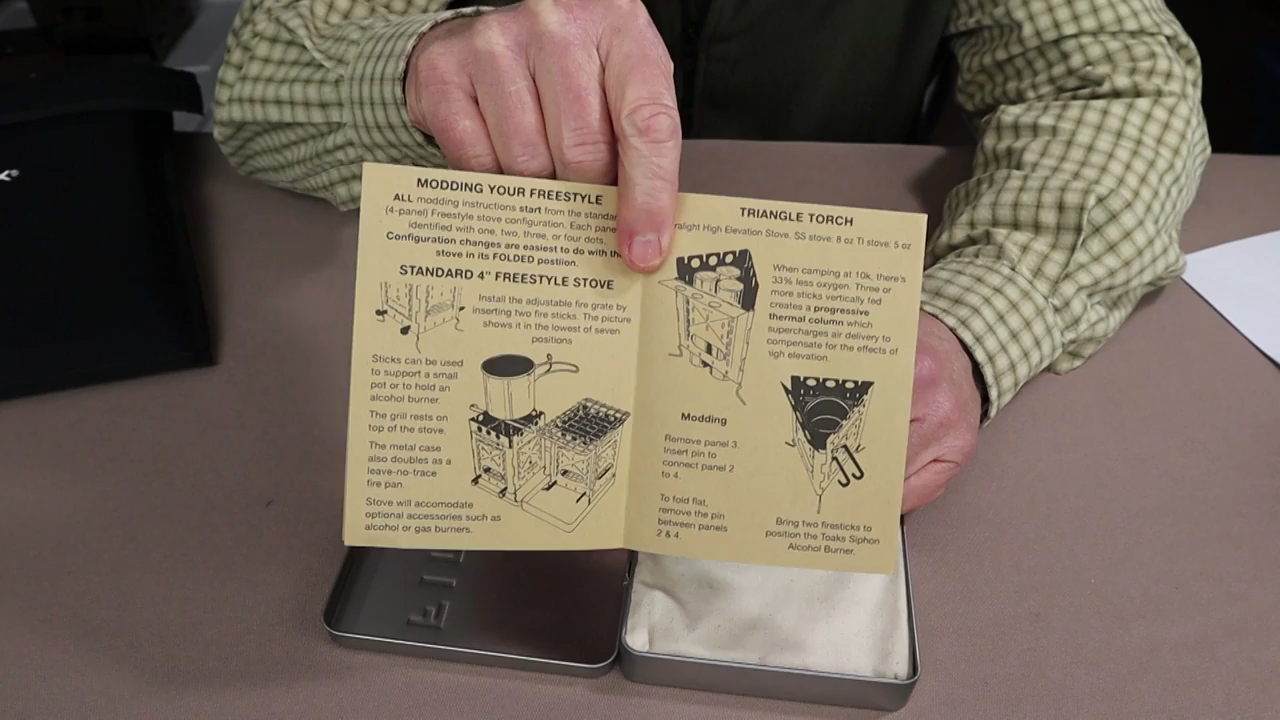 MODDING YOUR FREESTYLE
ALL modding instructions start from the standar
(4-panel) Freestyle stove configuration. Each pane
identified with one, two, three, or four dots.
Configuration changes are easiest to do with the
stove in its FOLDED postiion.
STANDARD 4" FREESTYLE STOVE
Install the adjustable fire grate by
inserting two fire sticks. The picture
shows it in the lowest of seven
positions
Sticks can be used
to support a small
pot or to hold an
alcohol burner.
The grill rests on
top of the stove.
The metal case
also doubles as a
leave-no-trace
fire pan.
Stove will accomodate
optional accessories such as
alcohol or gas burners.
TRIANGLE TORCH
ralight High Elevation Stove. SS stove: 8 oz TI stove: 5 oz
When camping at 10k, there's
33% less oxygen. Three or
more sticks vertically fed
creates a progressive
thermal column which
supercharges air delivery to
compensate for the effects of
high elevation.
Modding
Remove panel 3.
Insert pin to
connect panel 2
to 4.
To fold flat,
remove the pin
between panels
2 & 4.
Bring two firesticks to
position the Toaks Siphon
Alcohol Burner.